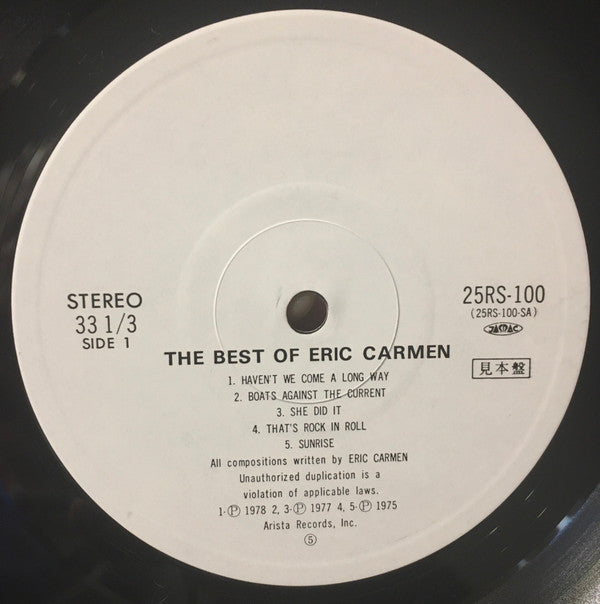 STEREO
33 1/3
SIDE 1
25RS-100
(25RS-100-SA)
JASRAC
見本盤
THE BEST OF ERIC CARMEN
1. HAVEN'T WE COME A LONG WAY
2. BOATS AGAINST THE CURRENT
3. SHE DID IT
4. THAT'S ROCK IN ROLL
5. SUNRISE
All compositions written by ERIC CARMEN
Unauthorized duplication is a
violation of applicable laws.
1-Ⓟ 1978 2, 3-Ⓟ 1977 4, 5-Ⓟ 1975
Arista Records, Inc.
⑤